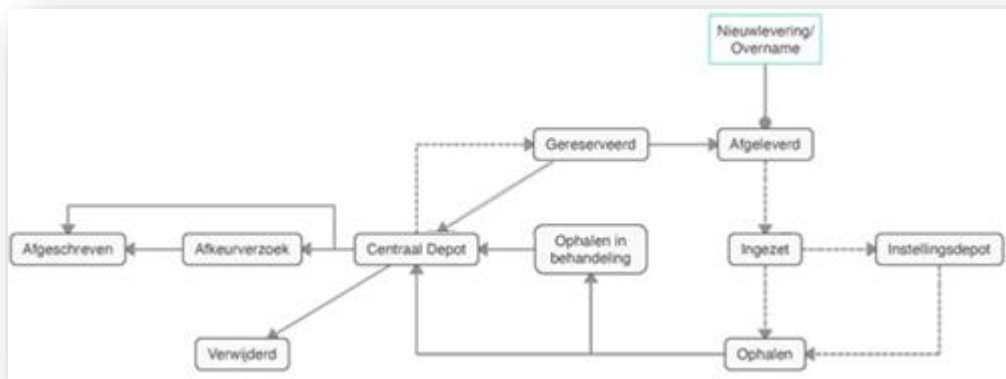 Nieuwlevering/
Overname
Gereserveerd
Afgeleverd
Afgeschreven
Afkeurverzoek
Centraal Depot
Ophalen in
behandeling
Ingezet
Instellingsdepot
Verwijderd
Ophalen